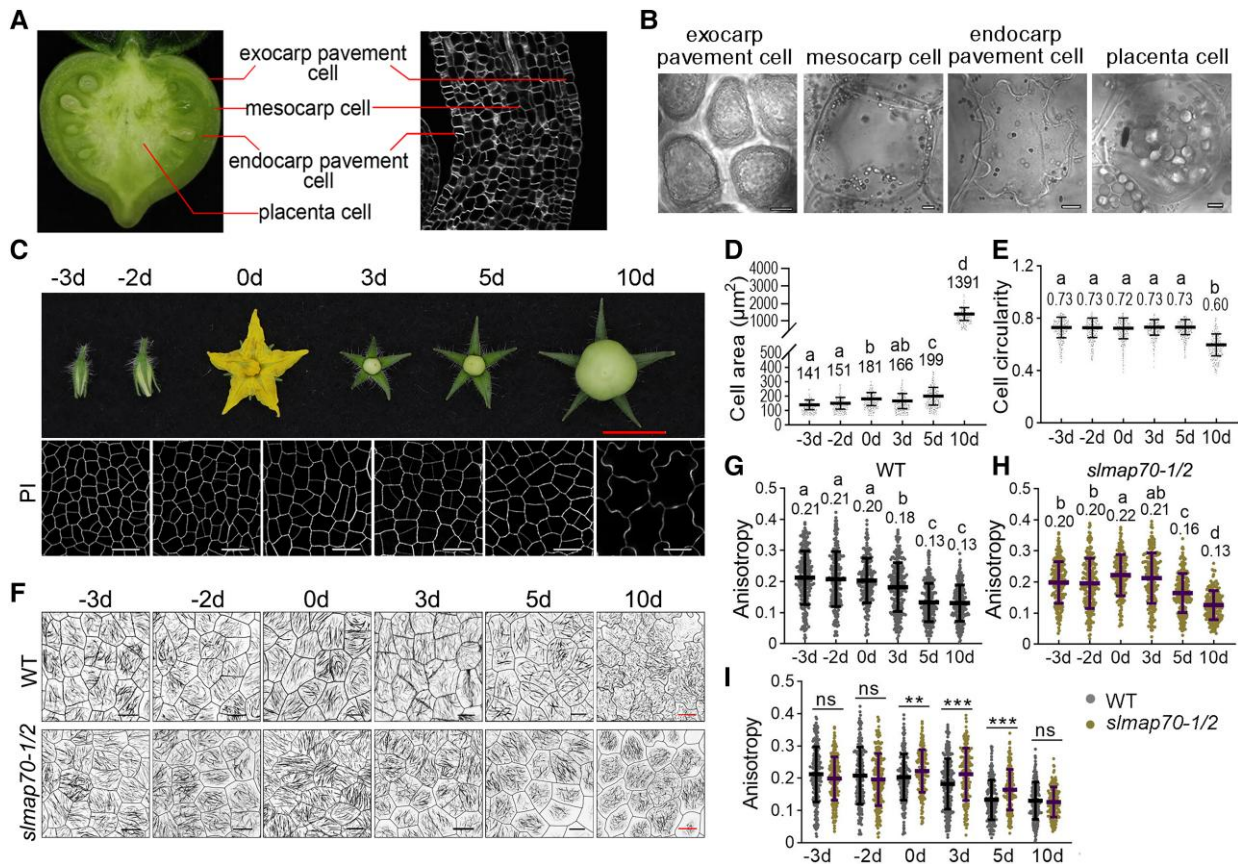 A
exocarp pavement
cell
mesocarp cell
endocarp pavement
cell
placenta cell
B
exocarp
pavement cell
mesocarp cell
endocarp
pavement cell
placenta cell
C
-3d -2d 0d 3d 5d 10d
PI
D
Cell area (µm²)
4000
3000
2000
1000
500
400
300
200
100
0
a a b ab c d
141 151 181 166 199 1391
-3d -2d 0d 3d 5d 10d
E
Cell circularity
1.2
0.8
0.4
0
a a a a a b
0.73 0.73 0.72 0.73 0.73 0.60
-3d -2d 0d 3d 5d 10d
F
-3d -2d 0d 3d 5d 10d
WT
slmap70-1/2
G
WT
Anisotropy
0.5
0.4
0.3
0.2
0.1
0
a a a b c c
0.21 0.21 0.20 0.18 0.13 0.13
-3d -2d 0d 3d 5d 10d
H
slmap70-1/2
Anisotropy
0.5
0.4
0.3
0.2
0.1
0
b b a ab c d
0.20 0.20 0.22 0.21 0.16 0.13
-3d -2d 0d 3d 5d 10d
I
Anisotropy
0.5
0.4
0.3
0.2
0.1
0
ns ns ** *** *** ns
-3d -2d 0d 3d 5d 10d
WT
slmap70-1/2